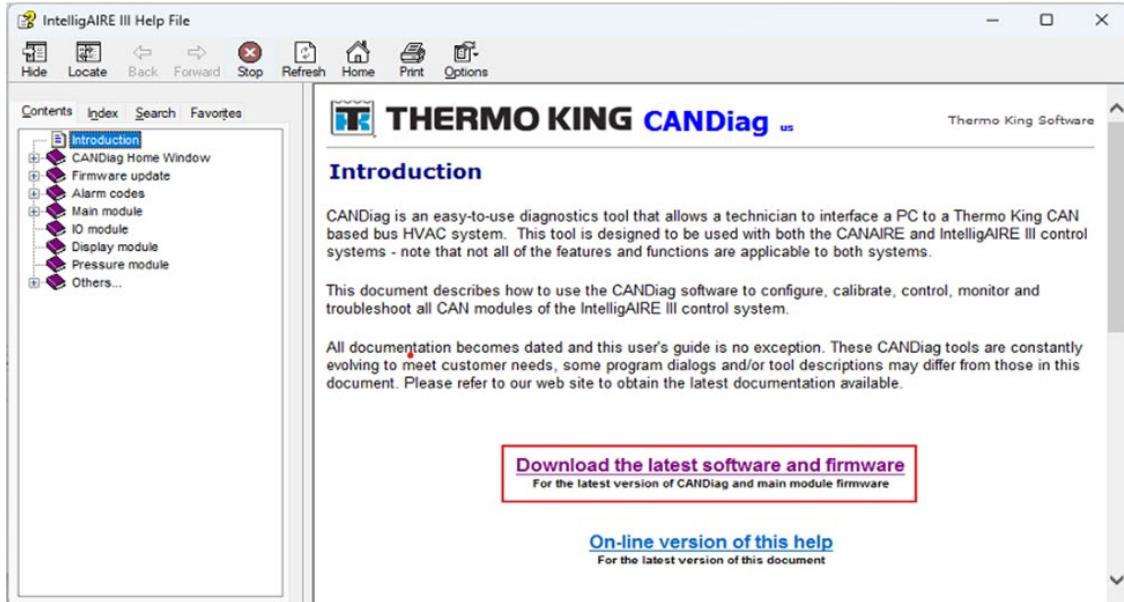 IntelligAIRE III Help File
Hide Locate Back Forward Stop Refresh Home Print Options
Contents Index Search Favorites
Introduction
CANDiag Home Window
Firmware update
Alarm codes
Main module
IO module
Display module
Pressure module
Others...
THERMO KING CANDiag us
Thermo King Software
Introduction
CANDiag is an easy-to-use diagnostics tool that allows a technician to interface a PC to a Thermo King CAN
based bus HVAC system. This tool is designed to be used with both the CANAIRE and IntelligAIRE III control
systems - note that not all of the features and functions are applicable to both systems.
This document describes how to use the CANDiag software to configure, calibrate, control, monitor and
troubleshoot all CAN modules of the IntelligAIRE III control system.
All documentation becomes dated and this user's guide is no exception. These CANDiag tools are constantly
evolving to meet customer needs, some program dialogs and/or tool descriptions may differ from those in this
document. Please refer to our web site to obtain the latest documentation available.
Download the latest software and firmware
For the latest version of CANDiag and main module firmware
On-line version of this help
For the latest version of this document